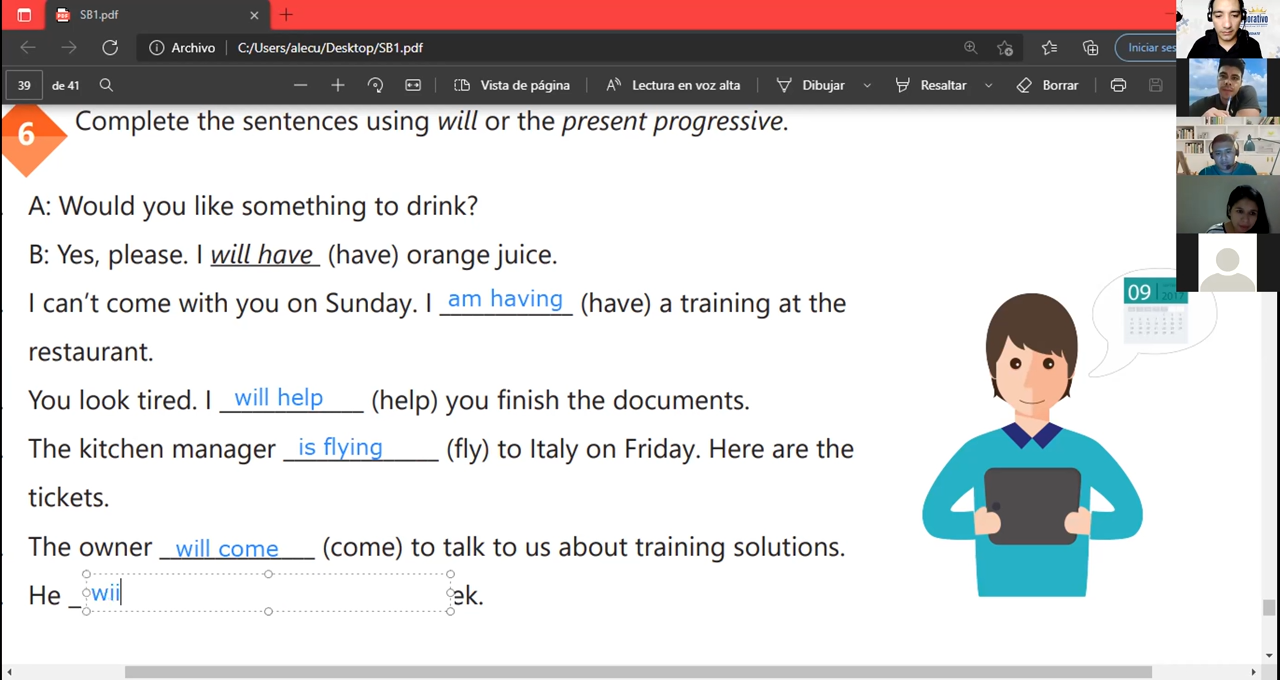 SB1.pdf
Archivo C:/Users/alecu/Desktop/SB1.pdf Iniciar ses
39 de 41 Vista de página Lectura en voz alta Dibujar Resaltar Borrar
6 Complete the sentences using will or the present progressive.
A: Would you like something to drink?
B: Yes, please. I will have (have) orange juice.
I can't come with you on Sunday. I am having (have) a training at the
restaurant.
You look tired. I will help (help) you finish the documents.
The kitchen manager is flying (fly) to Italy on Friday. Here are the
tickets.
The owner will come (come) to talk to us about training solutions.
He _ wii ek.
09 2017